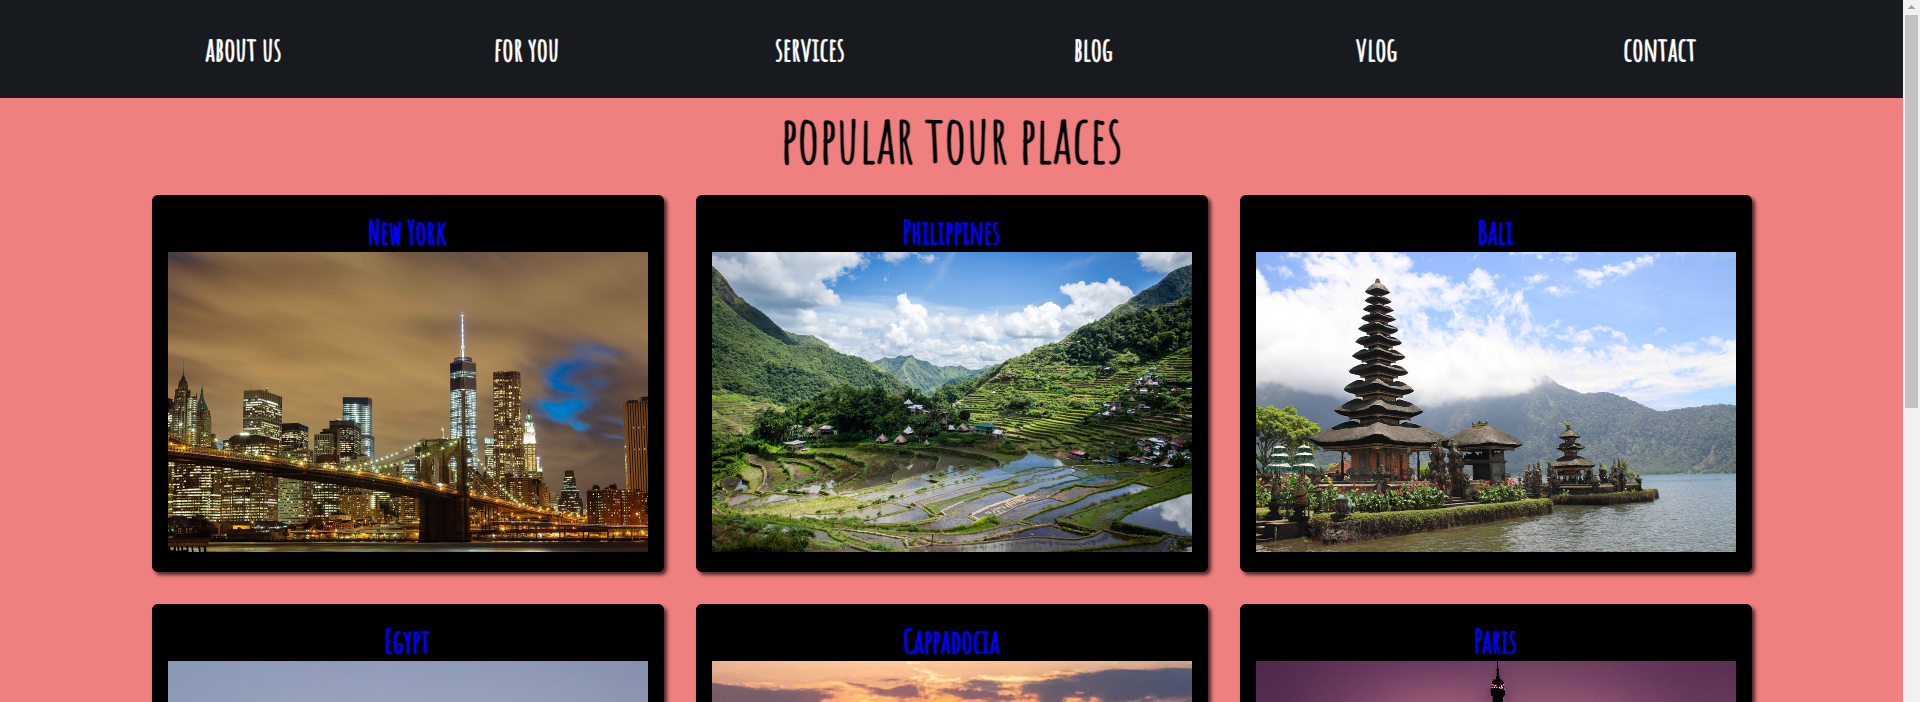 ABOUT US
FOR YOU
SERVICES
BLOG
VLOG
CONTACT
POPULAR TOUR PLACES
New York
Philippines
Bali
Egypt
Cappadocia
Paris